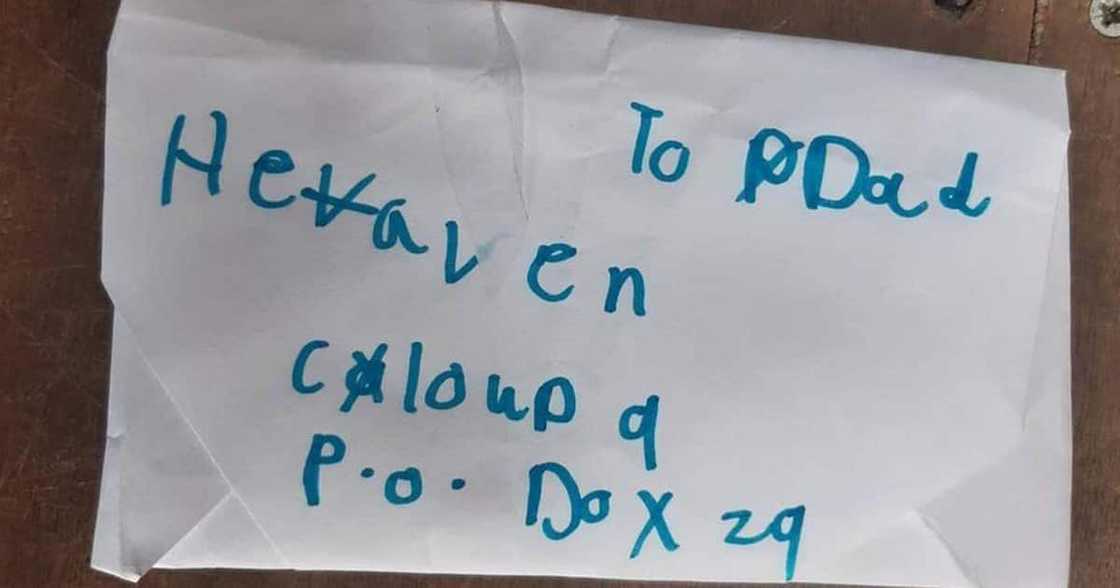 To Dad
Heaven
Cloud 9
P.O. Box 29